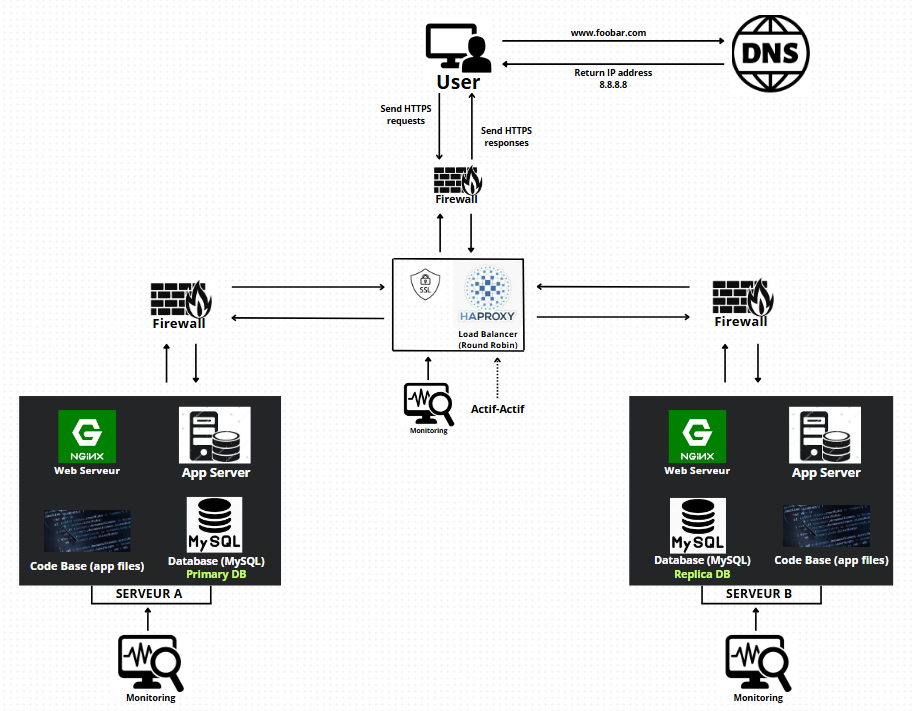 www.foobar.com
DNS
Return IP address
8.8.8.8
User
Send HTTPS
requests
Send HTTPS
responses
Firewall
SSL
HAPROXY
Load Balancer
(Round Robin)
Firewall
Firewall
Monitoring
Actif-Actif
NGiNX
Web Serveur
App Server
Code Base (app files)
MySQL
Database (MySQL)
Primary DB
SERVEUR A
Monitoring
NGiNX
Web Serveur
App Server
MySQL
Database (MySQL)
Replica DB
Code Base (app files)
SERVEUR B
Monitoring